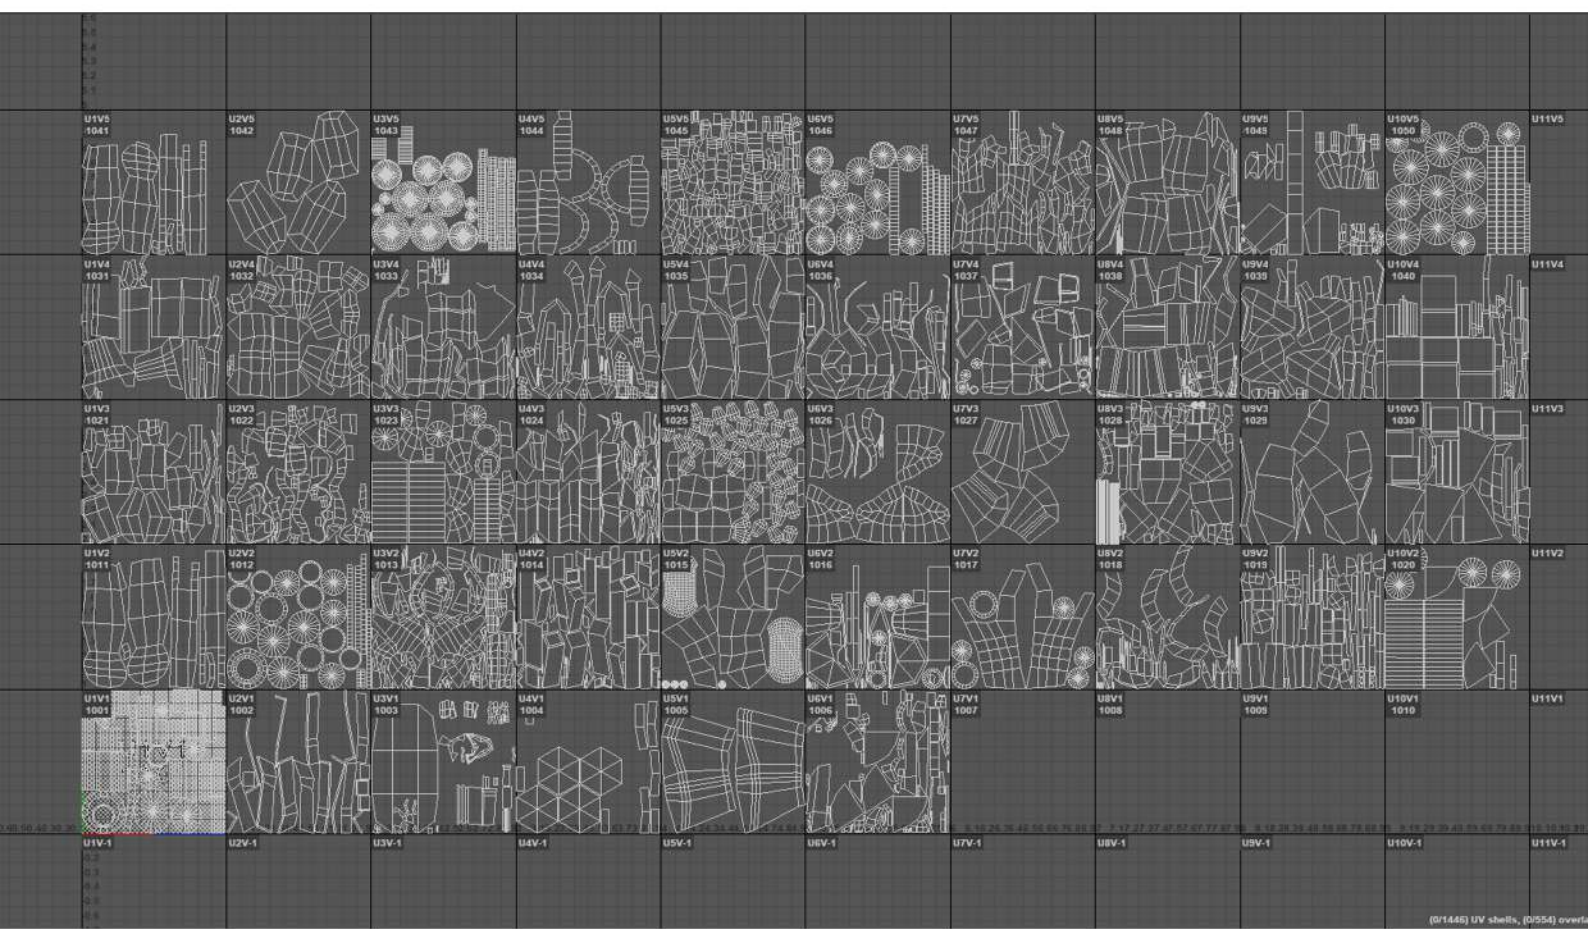 U1V5 U2V5 U3V5 U4V5 U5V5 U6V5 U7V5 U8V5 U9V5 U10V5 U11V5
1041 1042 1043 1044 1045 1046 1047 1048 1049 1050
U1V4 U2V4 U3V4 U4V4 U5V4 U6V4 U7V4 U8V4 U9V4 U10V4 U11V4
1031 1032 1033 1034 1035 1036 1037 1038 1039 1040
U1V3 U2V3 U3V3 U4V3 U5V3 U6V3 U7V3 U8V3 U9V3 U10V3 U11V3
1021 1022 1023 1024 1025 1026 1027 1028 1029 1030
U1V2 U2V2 U3V2 U4V2 U5V2 U6V2 U7V2 U8V2 U9V2 U10V2 U11V2
1011 1012 1013 1014 1015 1016 1017 1018 1019 1020
U1V1 U2V1 U3V1 U4V1 U5V1 U6V1 U7V1 U8V1 U9V1 U10V1 U11V1
1001 1002 1003 1004 1005 1006 1007 1008 1009 1010
U1V-1 U2V-1 U3V-1 U4V-1 U5V-1 U6V-1 U7V-1 U8V-1 U9V-1 U10V-1 U11V-1
(0/1446) UV shells, (0/554) overla